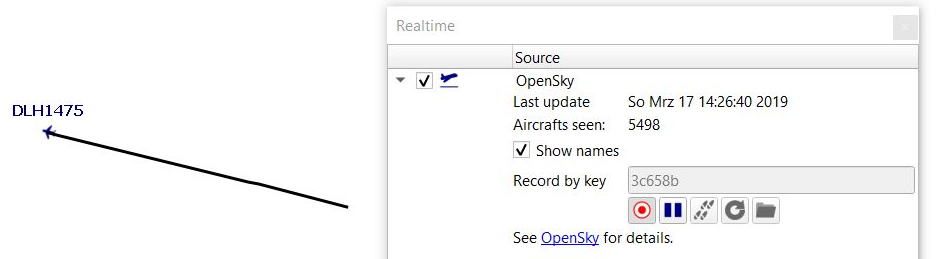 Realtime
Source
OpenSky
DLH1475
Last update So Mrz 17 14:26:40 2019
Aircrafts seen: 5498
Show names
Record by key 3c658b
See OpenSky for details.